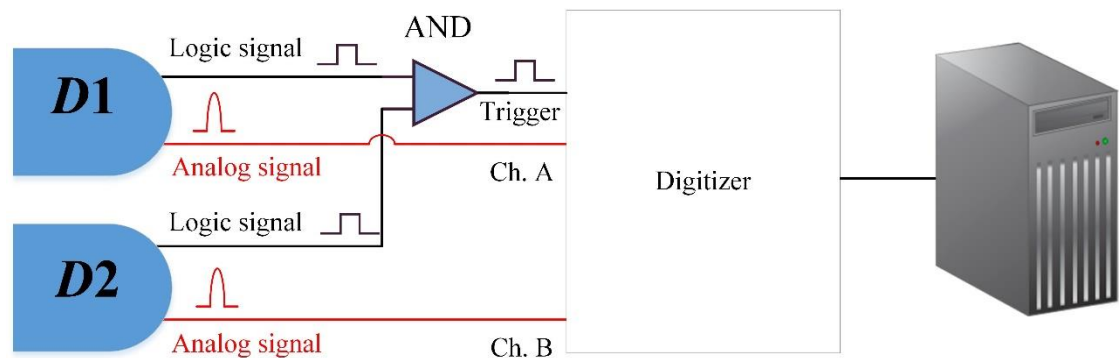 AND
Logic signal
D1
Trigger
Analog signal
Ch. A
Digitizer
Logic signal
D2
Analog signal
Ch. B